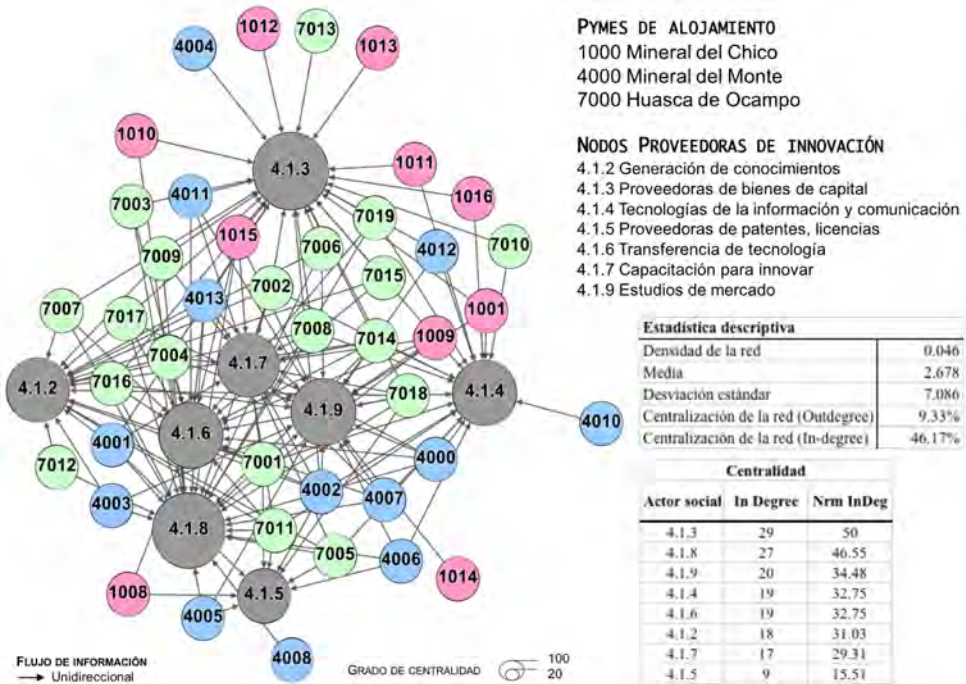 1012
7013
1013
4004
4.1.3
1010
1011
4011
1016
7003
7019
1015
7006
4012
7010
7009
7015
4013
7002
7007
7017
1001
7008
7014
1009
7004
4.1.7
4.1.2
7016
4.1.4
7018
4.1.9
4010
4.1.6
4001
7012
7001
4000
4002
4007
4003
4.1.8
7011
7005
4006
1014
1008
4.1.5
4005
4008
FLUJO DE INFORMACIÓN
Unidireccional
GRADO DE CENTRALIDAD
100
20
PYMES DE ALOJAMIENTO
1000 Mineral del Chico
4000 Mineral del Monte
7000 Huasca de Ocampo
NODOS PROVEEDORAS DE INNOVACIÓN
4.1.2 Generación de conocimientos
4.1.3 Proveedoras de bienes de capital
4.1.4 Tecnologías de la información y comunicación
4.1.5 Proveedoras de patentes, licencias
4.1.6 Transferencia de tecnología
4.1.7 Capacitación para innovar
4.1.9 Estudios de mercado
Estadística descriptiva
Densidad de la red 0.046
Media 2.678
Desviación estándar 7.086
Centralización de la red (Outdegree) 9.33%
Centralización de la red (In-degree) 46.17%
Centralidad
Actor social In Degree Nrm InDeg
4.1.3 29 50
4.1.8 27 46.55
4.1.9 20 34.48
4.1.4 19 32.75
4.1.6 19 32.75
4.1.2 18 31.03
4.1.7 17 29.31
4.1.5 9 15.51